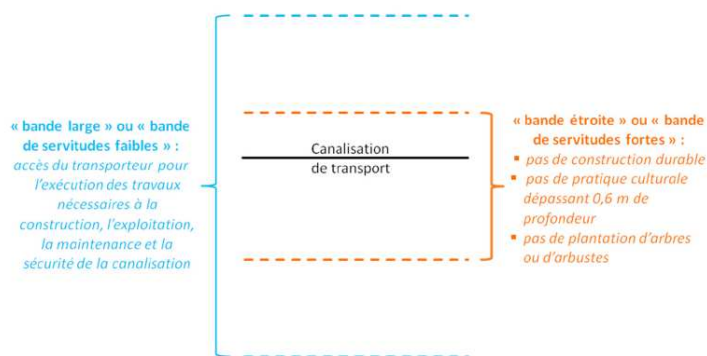 « bande large » ou « bande
de servitudes faibles » :
accès du transporteur pour
l'exécution des travaux
nécessaires à la
construction, l'exploitation,
la maintenance et la
sécurité de la canalisation
Canalisation
de transport
« bande étroite » ou « bande
de servitudes fortes » :
▪ pas de construction durable
▪ pas de pratique culturale
dépassant 0,6 m de
profondeur
▪ pas de plantation d'arbres
ou d'arbustes